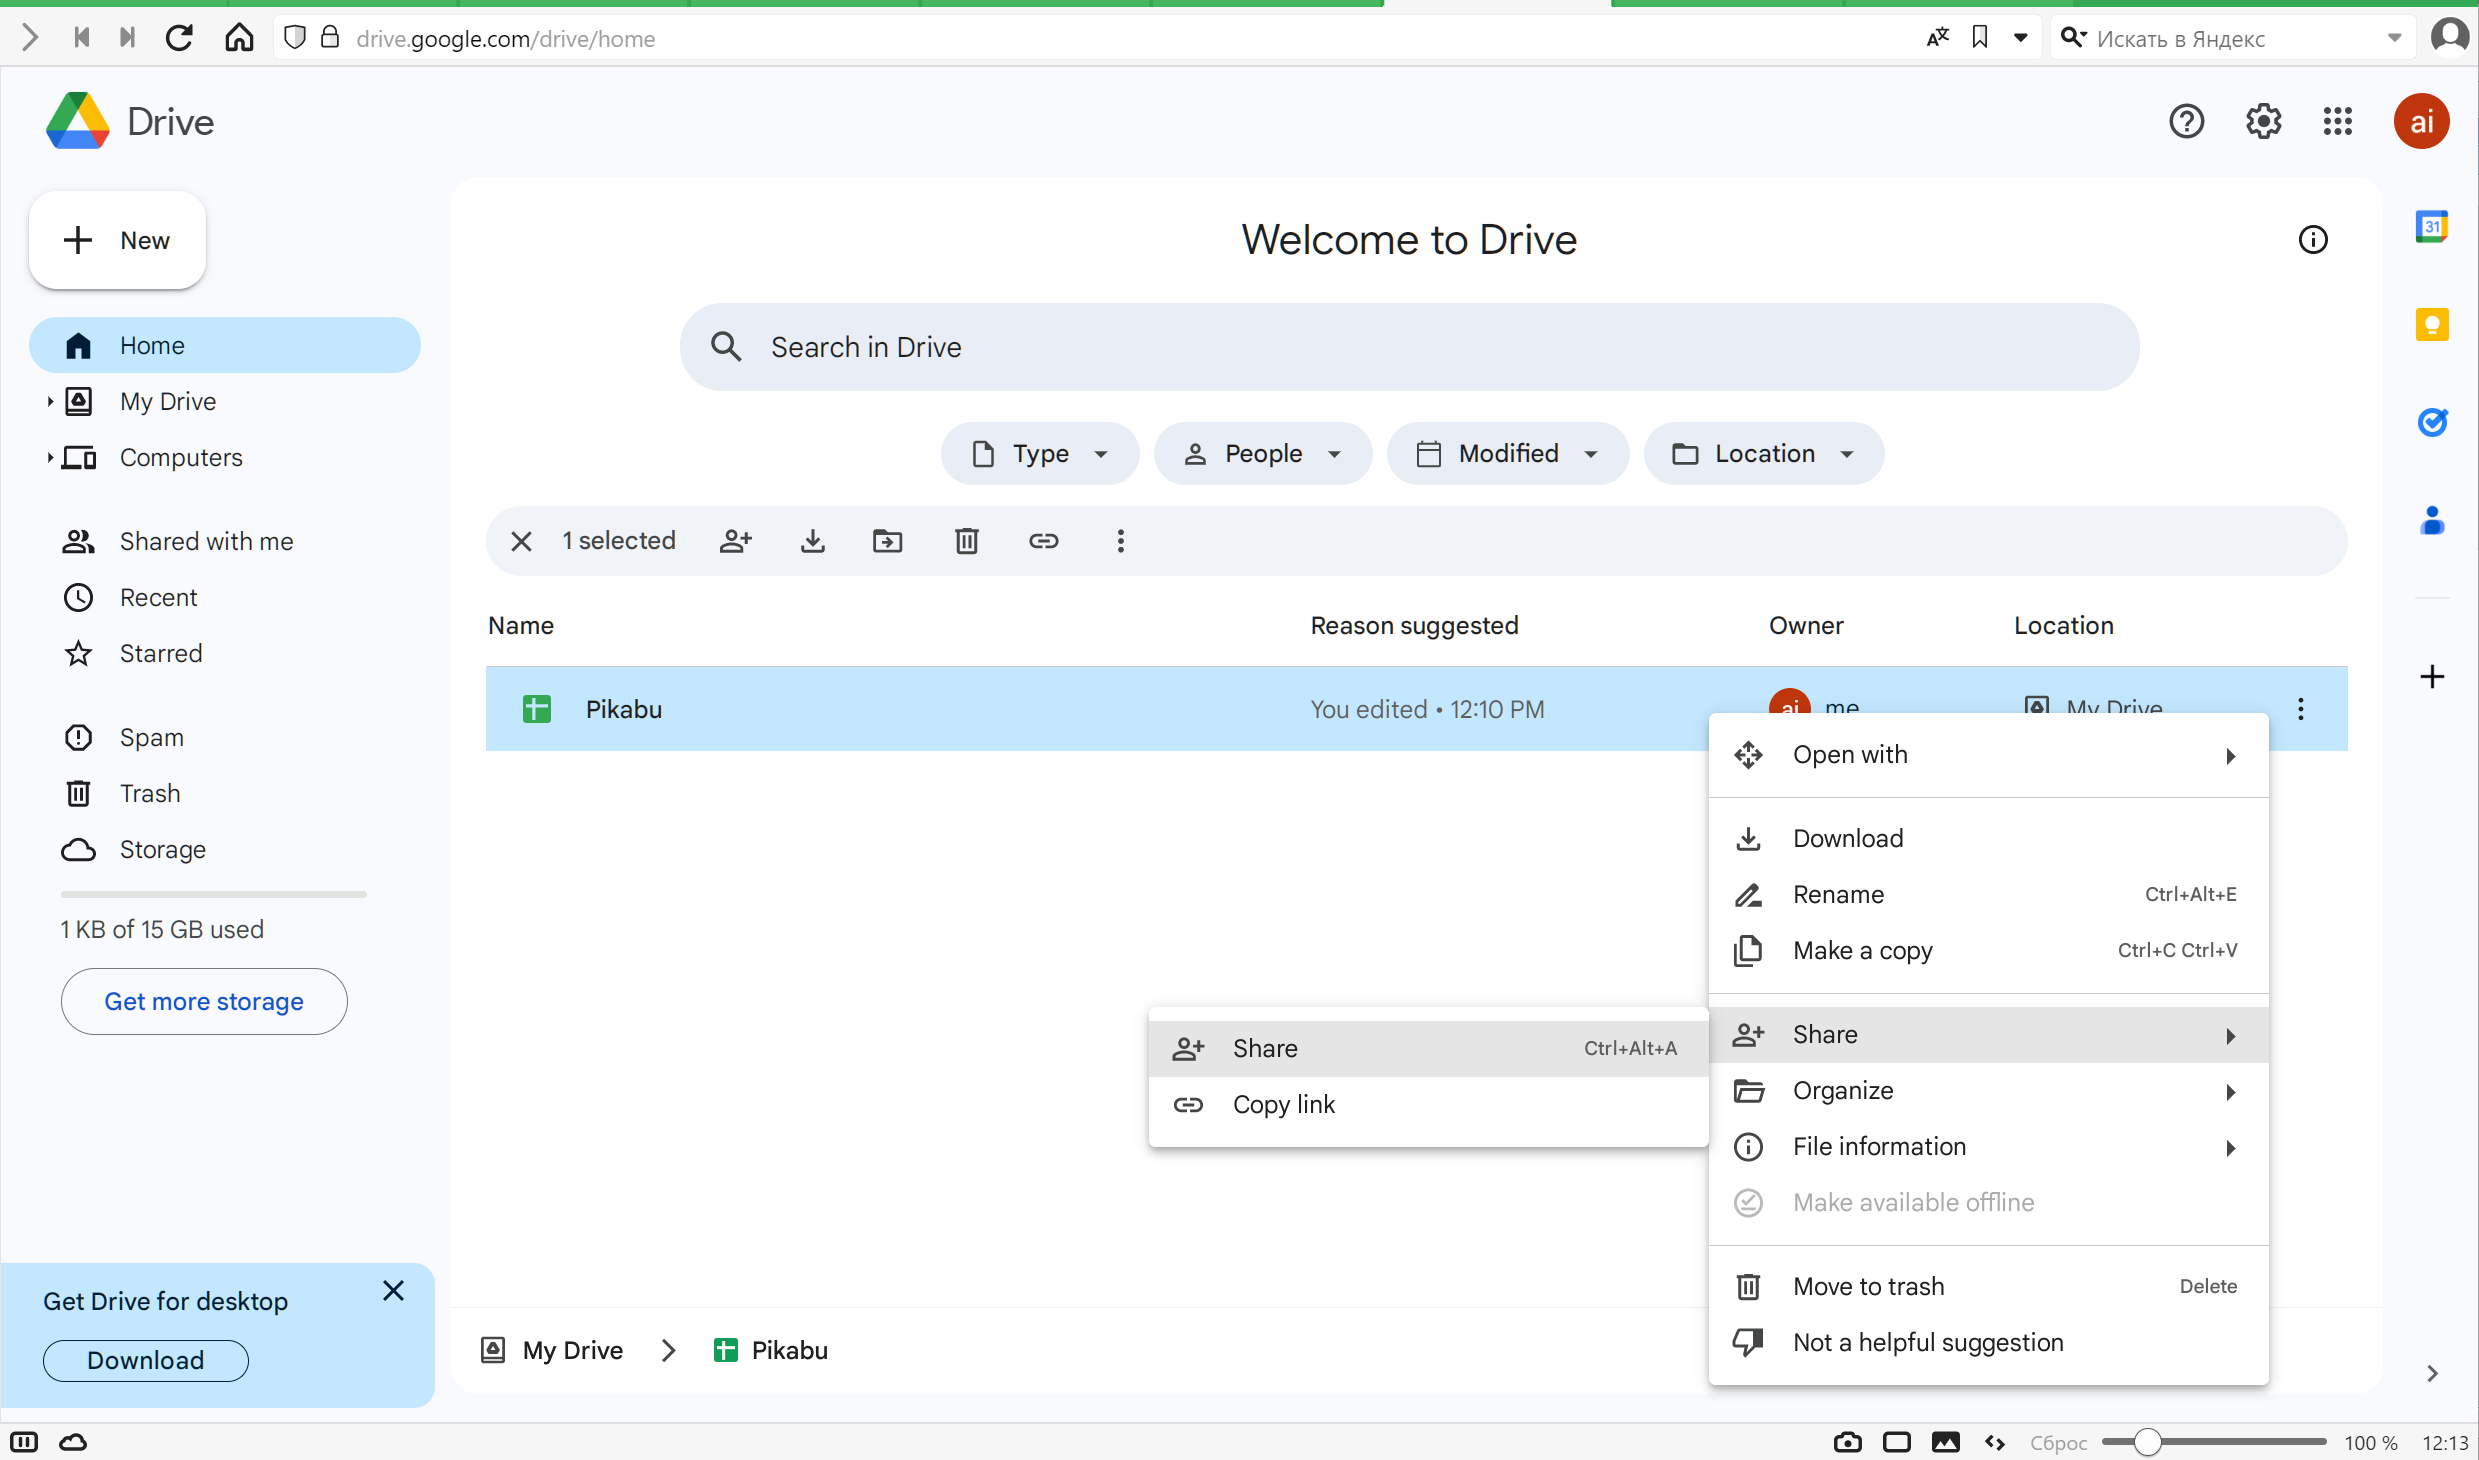 drive.google.com/drive/home
Искать в Яндекс
Drive
ai
New
Welcome to Drive
31
Home
My Drive
Computers
Search in Drive
Type
People
Modified
Location
Shared with me
Recent
Starred
1 selected
Name
Reason suggested
Owner
Location
Pikabu
You edited • 12:10 PM
ai
me
My Drive
Spam
Trash
Storage
1 KB of 15 GB used
Get more storage
Open with
Download
Rename
Ctrl+Alt+E
Make a copy
Ctrl+C Ctrl+V
Share
Ctrl+Alt+A
Copy link
Share
Organize
File information
Make available offline
Move to trash
Delete
Not a helpful suggestion
Get Drive for desktop
Download
My Drive
Pikabu
Сброс
100 %
12:13